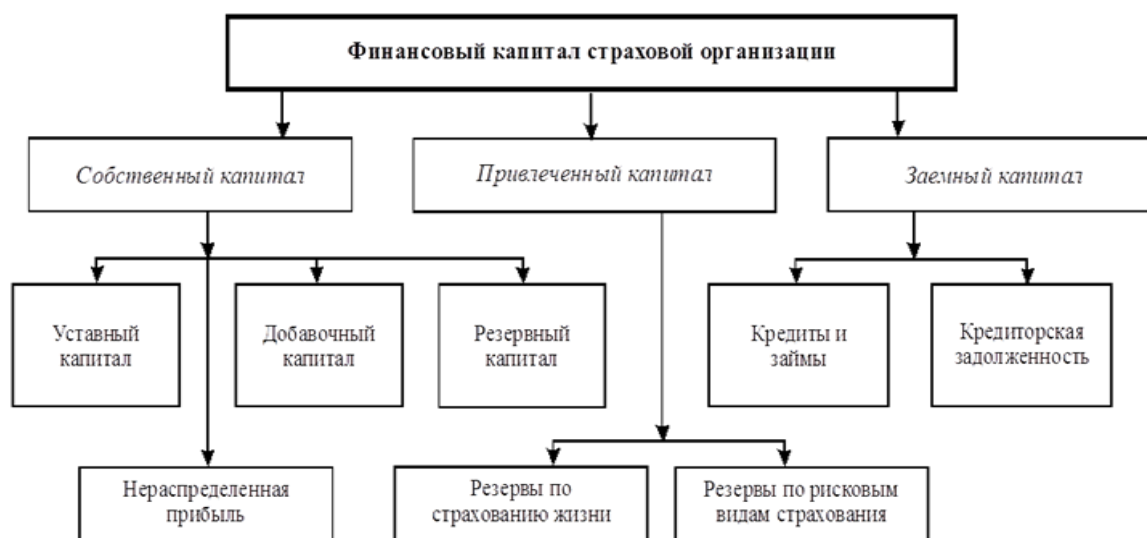 Финансовый капитал страховой организации
Собственный капитал
Привлеченный капитал
Заемный капитал
Уставный
капитал
Добавочный
капитал
Резервный
капитал
Кредиты и
займы
Кредиторская
задолженность
Нераспределенная
прибыль
Резервы по
страхованию жизни
Резервы по рисковым
видам страхования